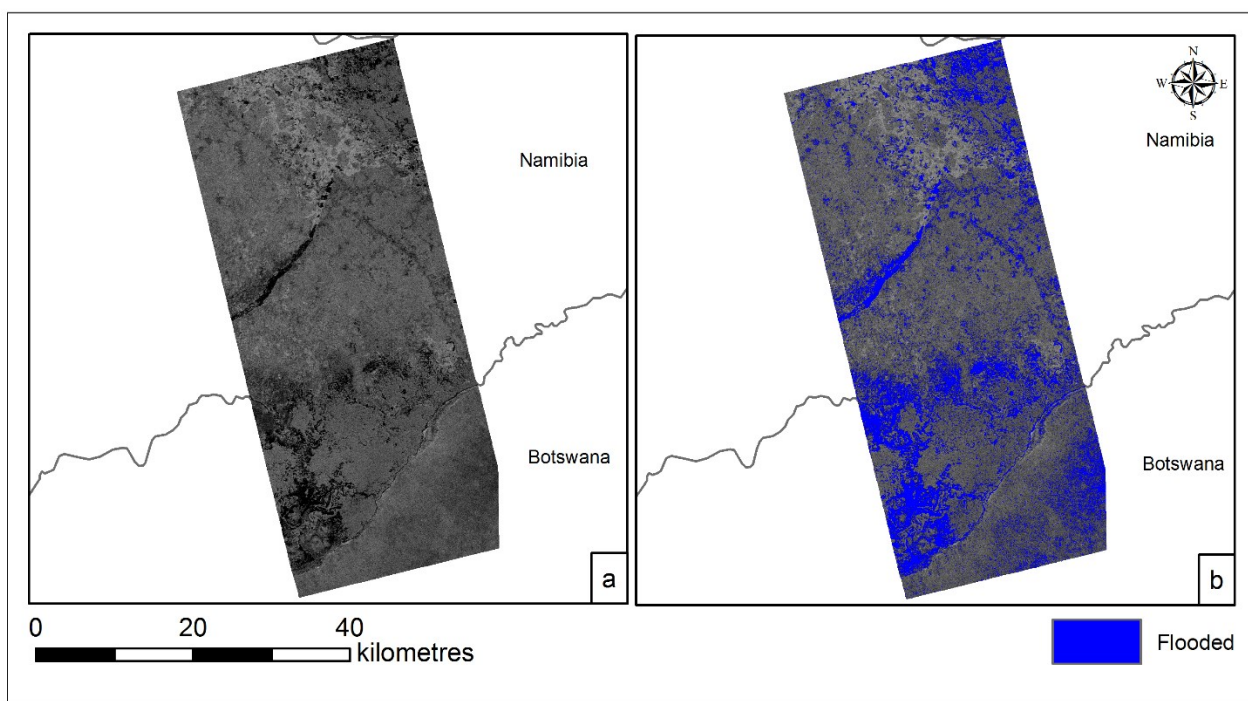 Namibia
Botswana
a
N
W E
S
Namibia
Botswana
b
0 20 40
kilometres
Flooded